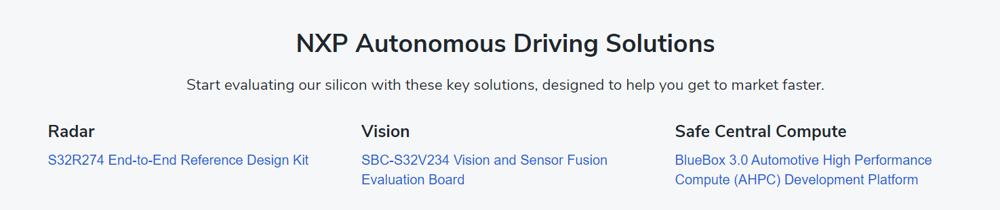 NXP Autonomous Driving Solutions
Start evaluating our silicon with these key solutions, designed to help you get to market faster.
Radar
S32R274 End-to-End Reference Design Kit
Vision
SBC-S32V234 Vision and Sensor Fusion
Evaluation Board
Safe Central Compute
BlueBox 3.0 Automotive High Performance
Compute (AHPC) Development Platform